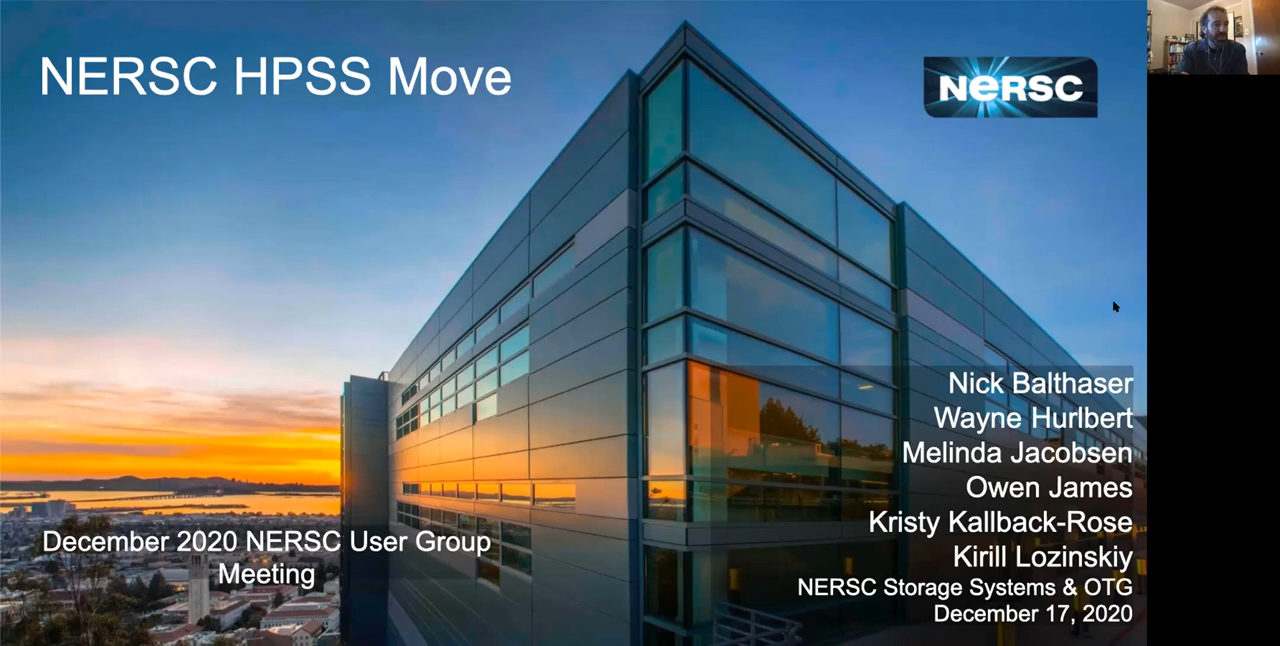 NERSC HPSS Move
NERSC
Nick Balthaser
Wayne Hurlbert
Melinda Jacobsen
Owen James
Kristy Kallback-Rose
Kirill Lozinskiy
NERSC Storage Systems & OTG
December 17, 2020
December 2020 NERSC User Group
Meeting